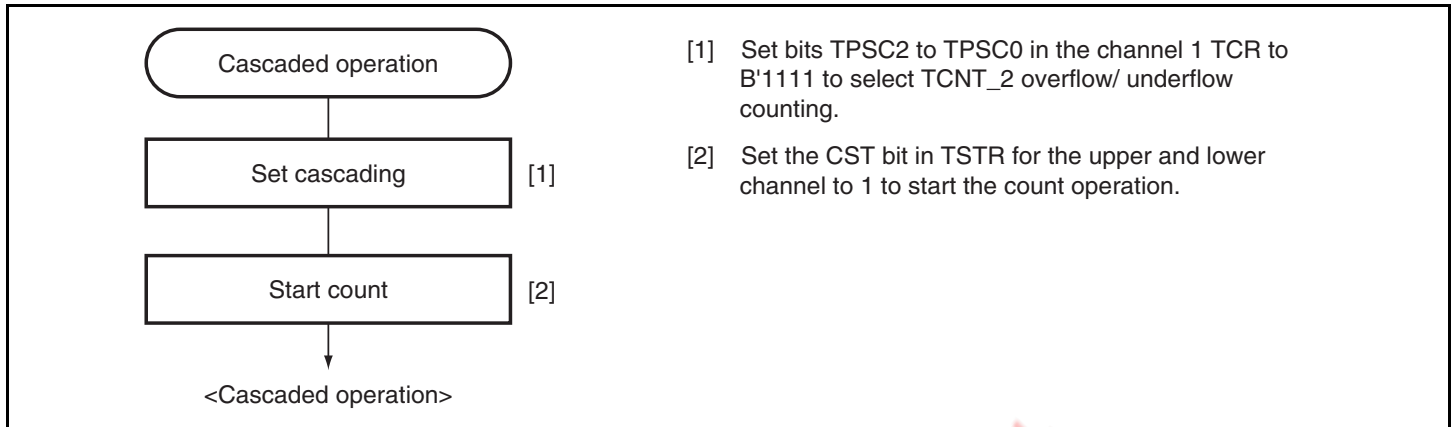 Cascaded operation
Set cascading [1]
Start count [2]
<Cascaded operation>
[1] Set bits TPSC2 to TPSC0 in the channel 1 TCR to
B'1111 to select TCNT_2 overflow/ underflow
counting.
[2] Set the CST bit in TSTR for the upper and lower
channel to 1 to start the count operation.